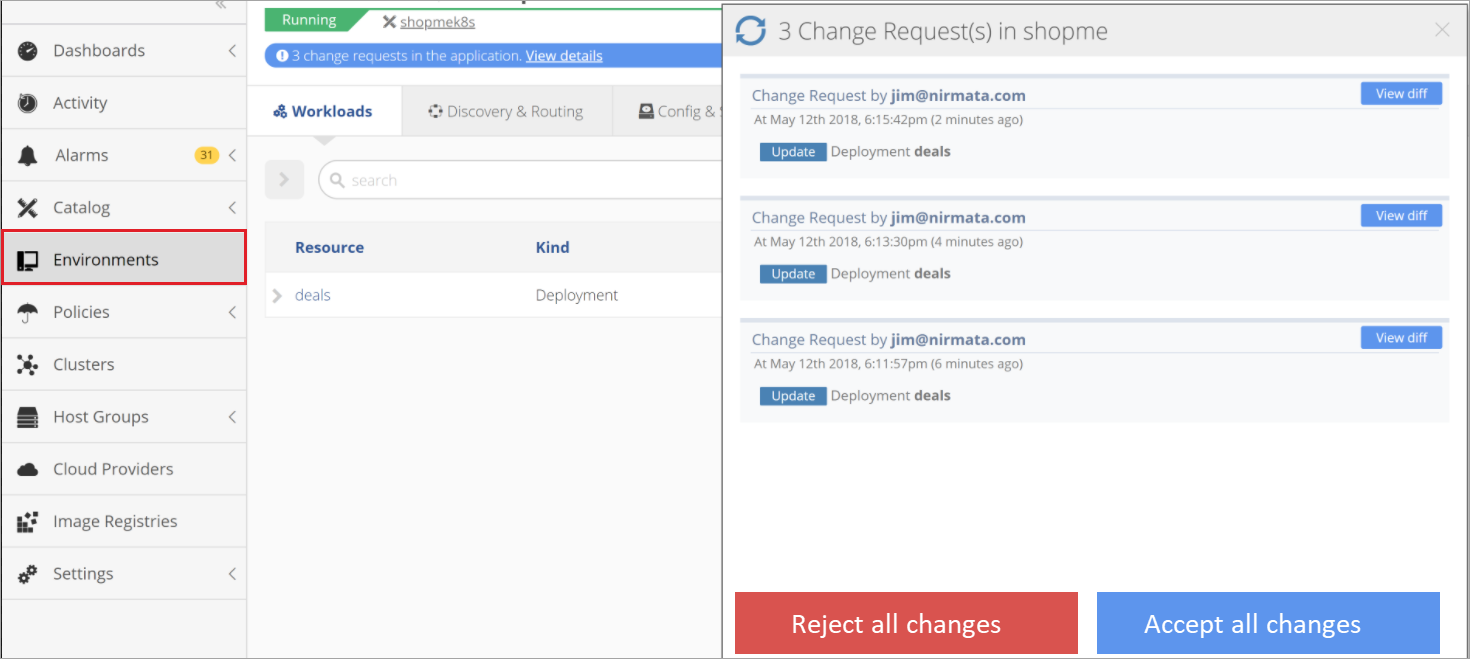 Dashboards
Activity
Alarms 31
Catalog
Environments
Policies
Clusters
Host Groups
Cloud Providers
Image Registries
Settings
Running shopmek8s
3 change requests in the application. View details
Workloads Discovery & Routing Config &
search
Resource Kind
deals Deployment
3 Change Request(s) in shopme
Change Request by jim@nirmata.com View diff
At May 12th 2018, 6:15:42pm (2 minutes ago)
Update Deployment deals
Change Request by jim@nirmata.com View diff
At May 12th 2018, 6:13:30pm (4 minutes ago)
Update Deployment deals
Change Request by jim@nirmata.com View diff
At May 12th 2018, 6:11:57pm (6 minutes ago)
Update Deployment deals
Reject all changes Accept all changes